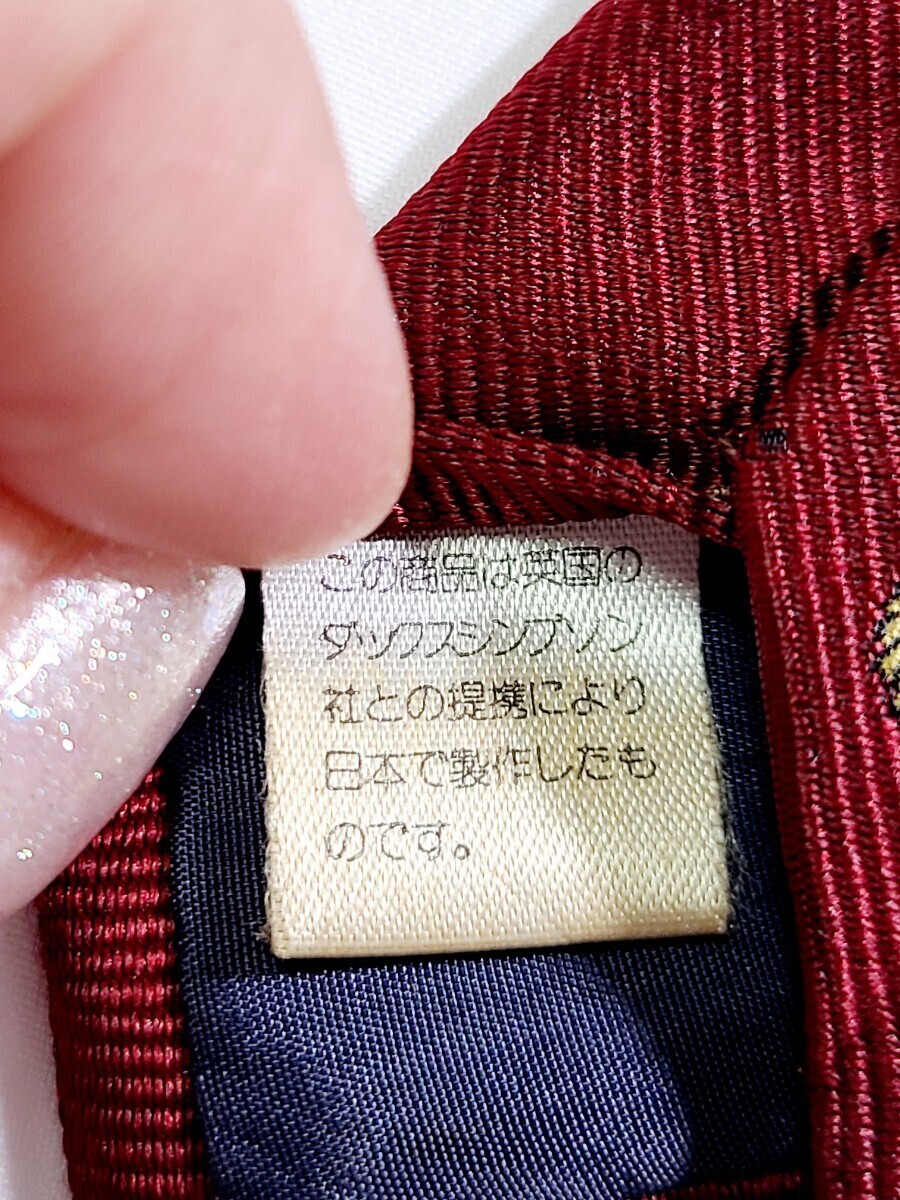 この商品は英国の
ダックスシンプソン
社との提携により
日本で製作したも
のです。